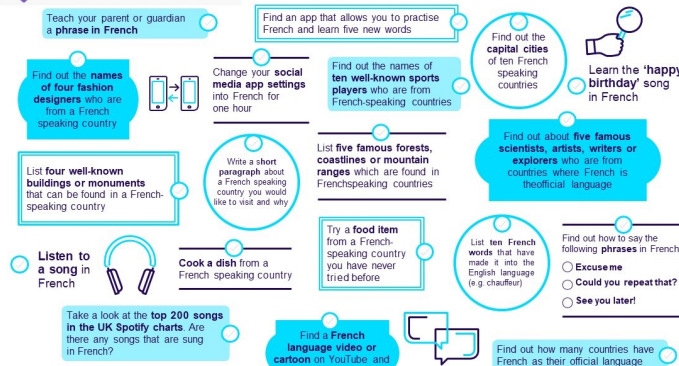 Teach your parent or guardian
a phrase in French
Find an app that allows you to practise
French and learn five new words
Find out the
capital cities
of ten French
speaking
countries
Learn the ‘happy
birthday’ song
in French
Find out the names
of four fashion
designers who are
from a French
speaking country
Change your social
media app settings
into French for
one hour
Find out the names of
ten well-known sports
players who are from
French-speaking countries
List four well-known
buildings or monuments
that can be found in a French-
speaking country
Write a short
paragraph about
a French speaking
country you would
like to visit and why
List five famous forests,
coastlines or mountain
ranges which are found in
Frenchspeaking countries
Find out about five famous
scientists, artists, writers or
explorers who are from
countries where French is
theofficial language
Listen to
a song in
French
Cook a dish from a
French speaking country
Try a food item
from a French-
speaking country
you have never
tried before
List ten French
words that have
made it into the
English language
(e.g. chauffeur)
Find out how to say the
following phrases in French
Excuse me
Could you repeat that?
See you later!
Take a look at the top 200 songs
in the UK Spotify charts. Are
there any songs that are sung
in French?
Find a French
language video or
cartoon on YouTube and
Find out how many countries have
French as their official language